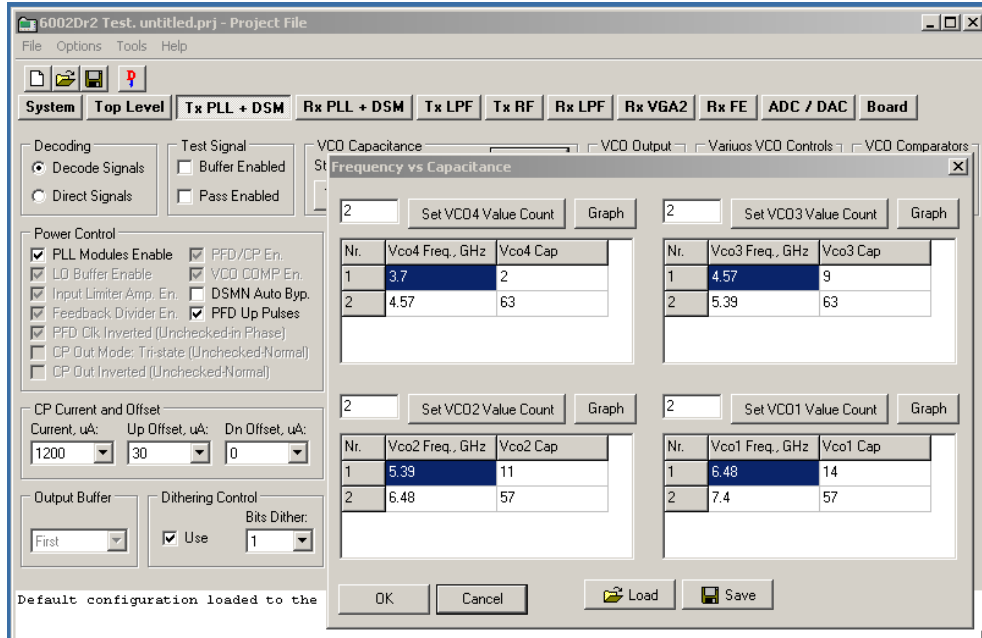 6002Dr2 Test. untitled.prj - Project File
File Options Tools Help
System Top Level Tx PLL + DSM Rx PLL + DSM Tx LPF Tx RF Rx LPF Rx VGA2 Rx FE ADC / DAC Board
Decoding
Decode Signals
Direct Signals
Test Signal
Buffer Enabled
Pass Enabled
VCO Capacitance
VCO Output
Variuos VCO Controls
VCO Comparators
Power Control
PLL Modules Enable
PFD/CP En.
LO Buffer Enable
VCO COMP En.
Input Limiter Amp. En.
DSMN Auto Byp.
Feedback Divider En.
PFD Up Pulses
PFD Clk Inverted (Unchecked-in Phase)
CP Out Mode: Tri-state (Unchecked-Normal)
CP Out Inverted (Unchecked-Normal)
CP Current and Offset
Current, uA: Up Offset, uA: Dn Offset, uA:
1200 30 0
Output Buffer
First
Dithering Control
Bits Dither:
Use 1
Default configuration loaded to the
Frequency vs Capacitance
2 Set VCO4 Value Count Graph
Nr. Vco4 Freq., GHz Vco4 Cap
1 3.7 2
2 4.57 63
2 Set VCO3 Value Count Graph
Nr. Vco3 Freq., GHz Vco3 Cap
1 4.57 9
2 5.39 63
2 Set VCO2 Value Count Graph
Nr. Vco2 Freq., GHz Vco2 Cap
1 5.39 11
2 6.48 57
2 Set VCO1 Value Count Graph
Nr. Vco1 Freq., GHz Vco1 Cap
1 6.48 14
2 7.4 57
OK Cancel Load Save